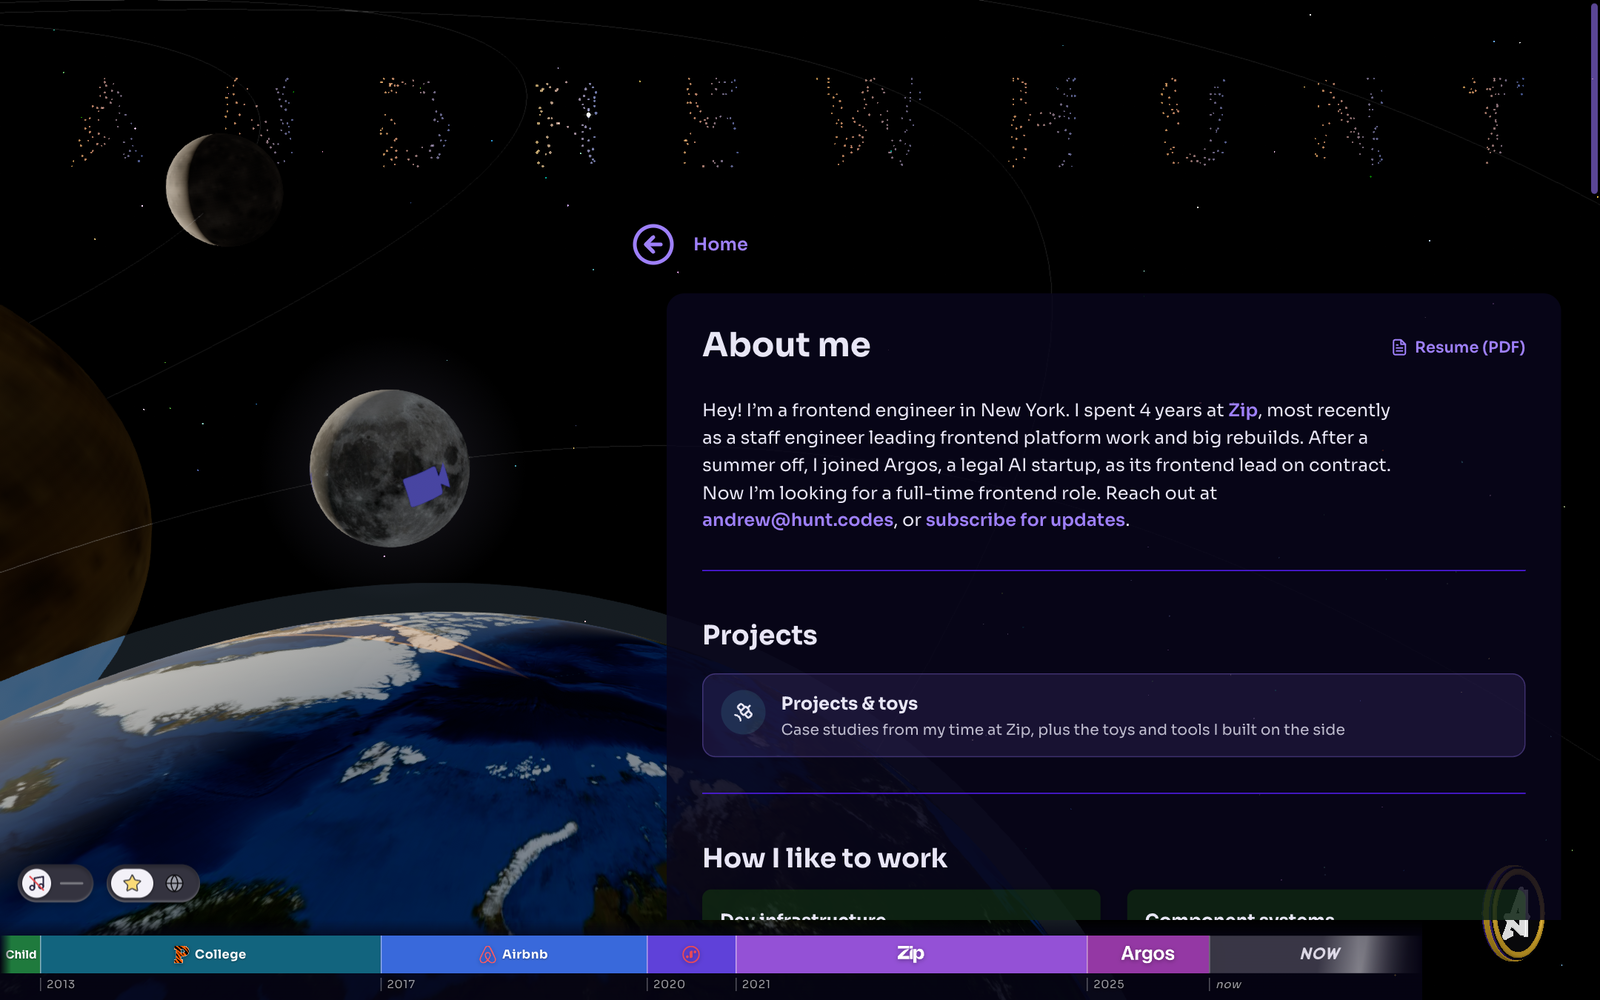 ANDREW HUNT
Home
About me
Resume (PDF)
Hey! I’m a frontend engineer in New York. I spent 4 years at Zip, most recently
as a staff engineer leading frontend platform work and big rebuilds. After a
summer off, I joined Argos, a legal AI startup, as its frontend lead on contract.
Now I’m looking for a full-time frontend role. Reach out at
andrew@hunt.codes, or subscribe for updates.
Projects
Projects & toys
Case studies from my time at Zip, plus the toys and tools I built on the side
How I like to work
Dev infrastructure
Component systems
Child
College
Airbnb
Zip
Argos
NOW
2013
2017
2020
2021
2025
now